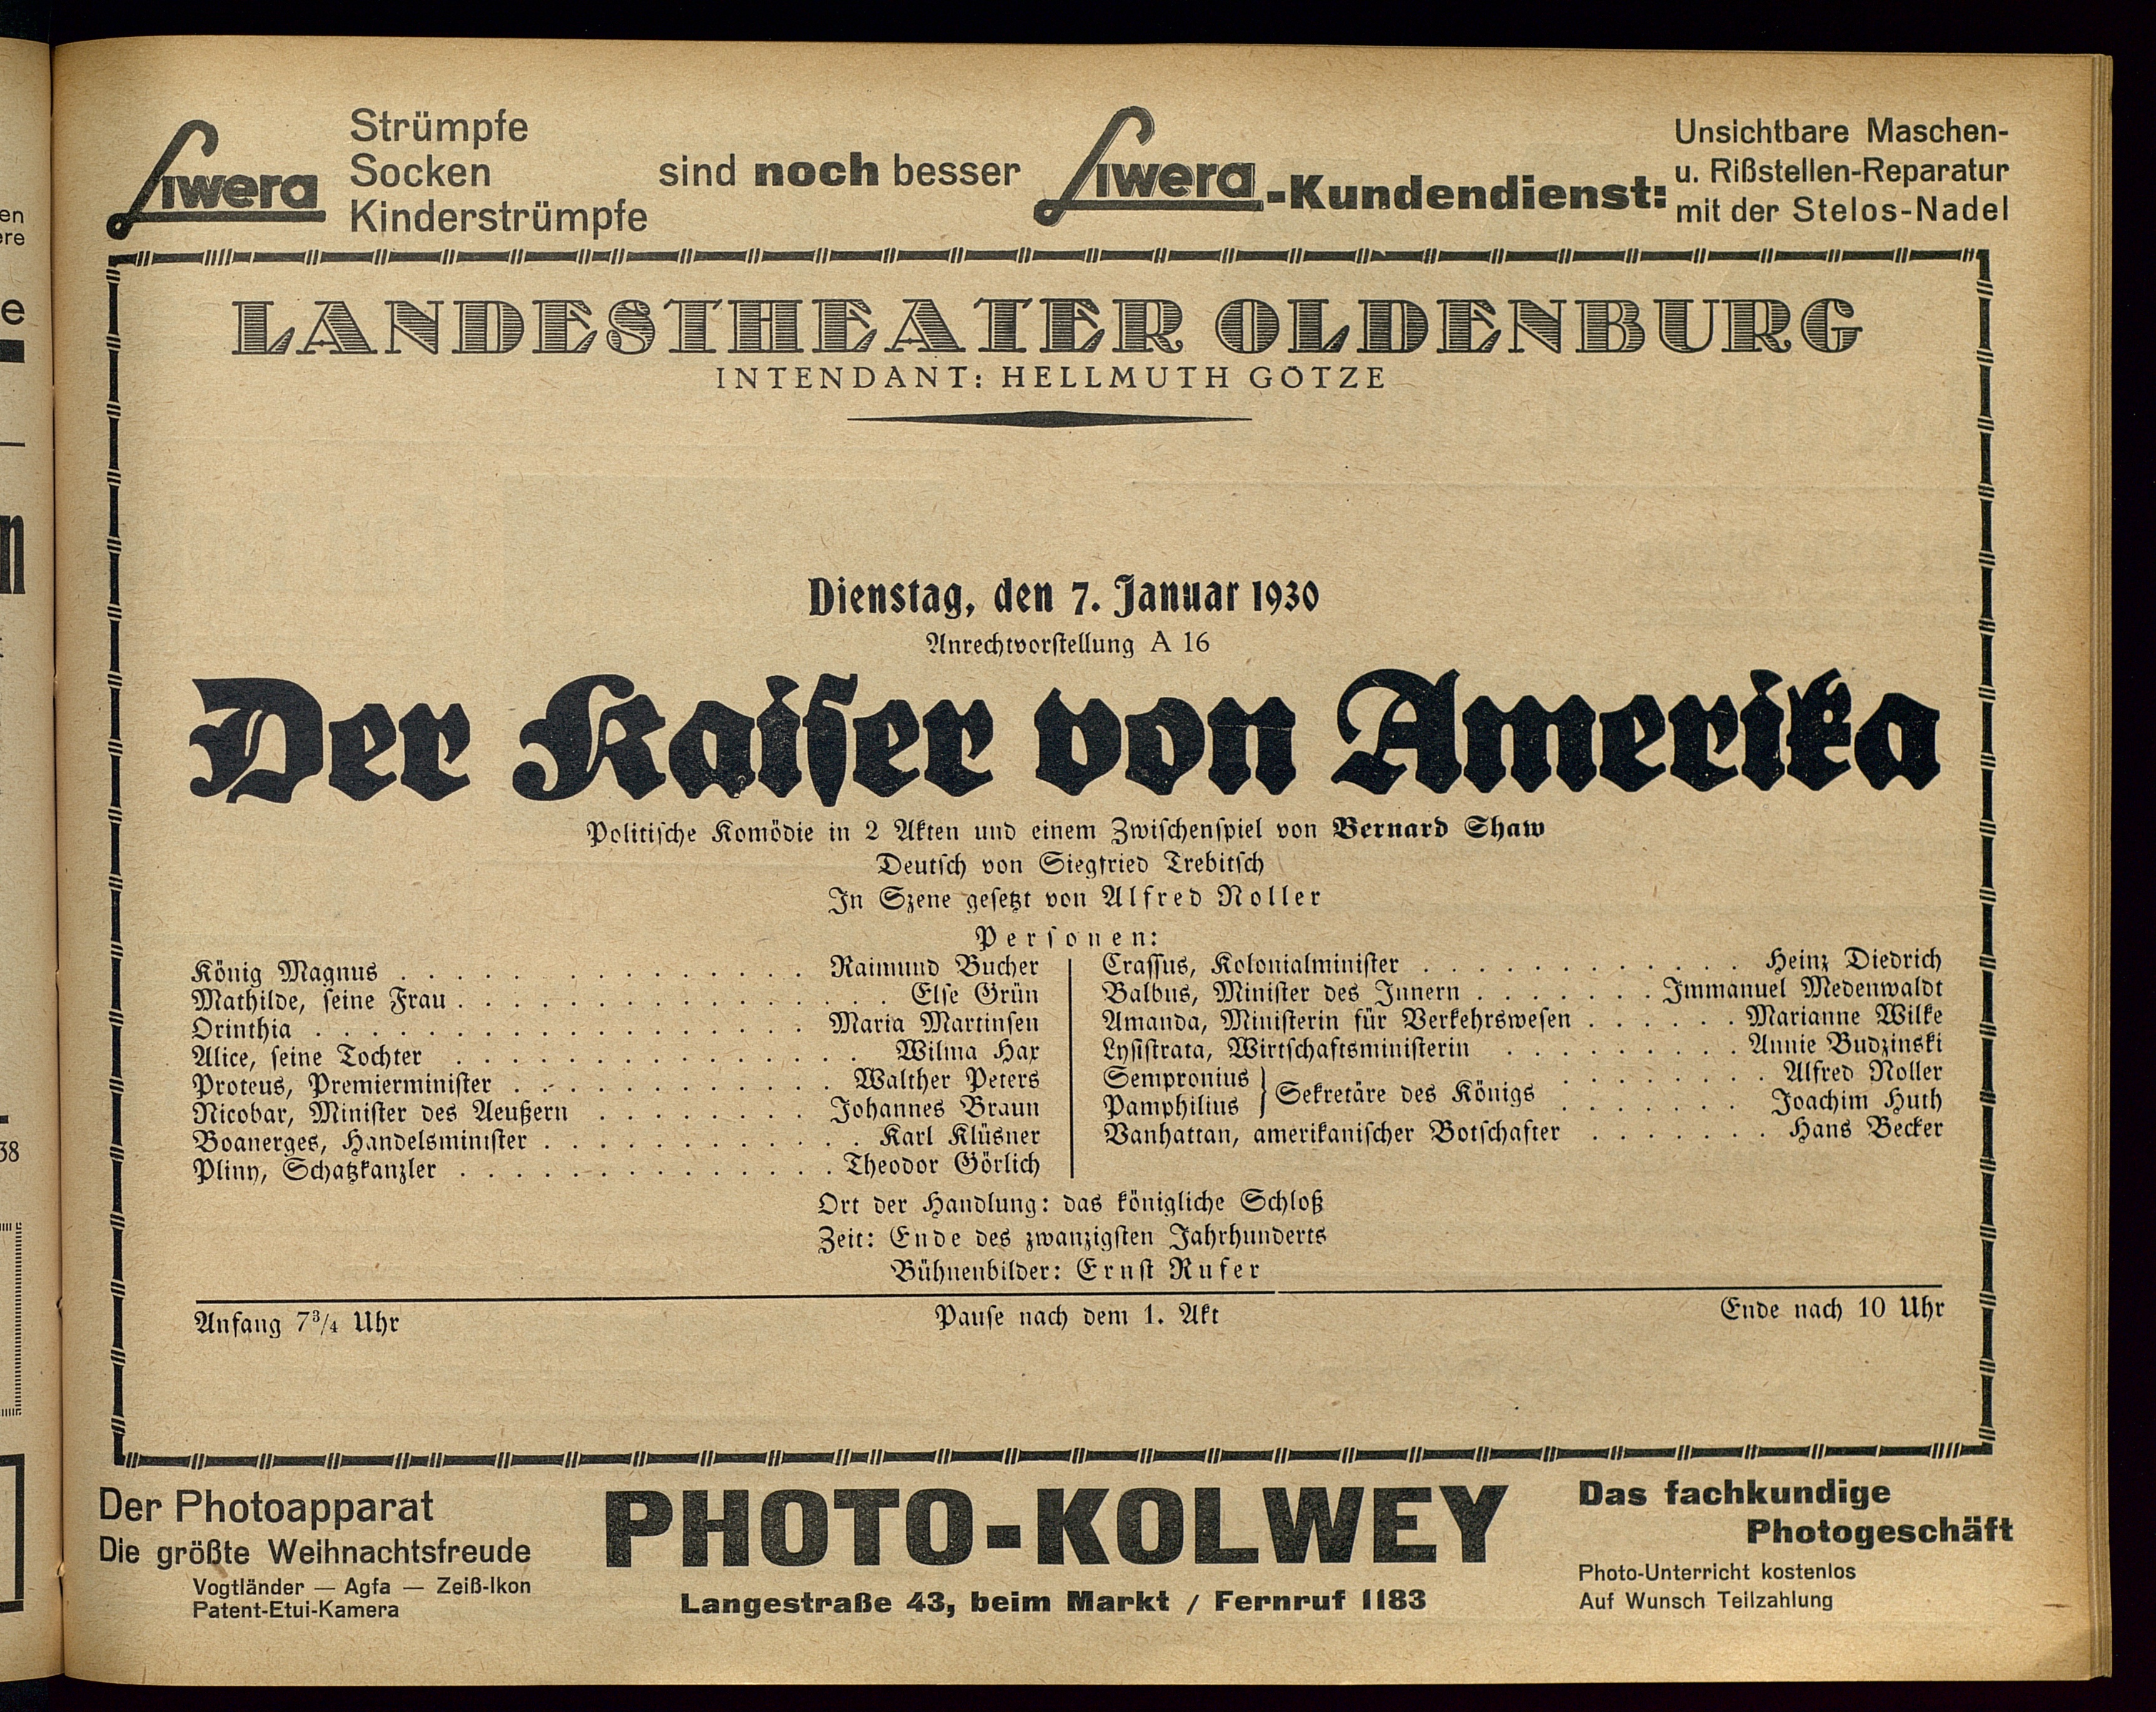 Liwera
Strümpfe
Socken
Kinderstrümpfe
sind noch besser
Liwera-Kundendienst:
Unsichtbare Maschen-
u. Rißstellen-Reparatur
mit der Stelos-Nadel
LANDESTHEATER OLDENBURG
INTENDANT: HELLMUTH GÖTZE
Dienstag, den 7. Januar 1930
Anrechtvorstellung A 16
Der Kaiser von Amerika
Politische Komödie in 2 Akten und einem Zwischenspiel von Bernard Shaw
Deutsch von Siegfried Trebitsch
In Szene gesetzt von Alfred Noller
Personen:
König Magnus . . . . . . . . . . . . . . . Raimund Bucher
Mathilde, seine Frau . . . . . . . . . . . . . . . Else Grün
Orinthia . . . . . . . . . . . . . . . Maria Martinsen
Alice, seine Tochter . . . . . . . . . . . . . . . Wilma Hax
Proteus, Premierminister . . . . . . . . . . . . Walther Peters
Nicobar, Minister des Aeußern . . . . . . . . Johannes Braun
Boanerges, Handelsminister . . . . . . . . . . . . Karl Klüsner
Pliny, Schatzkanzler . . . . . . . . . . . . . . Theodor Görlich
Crassus, Kolonialminister . . . . . . . . . . . . Heinz Diedrich
Balbus, Minister des Innern . . . . . . . Immanuel Medenwaldt
Amanda, Ministerin für Verkehrswesen . . . . . . Marianne Wilke
Lysistrata, Wirtschaftsministerin . . . . . . . . . Annie Budzinski
Sempronius } Sekretäre des Königs . . . . . . . . Alfred Noller
Pamphilius . . . . . . . Joachim Huth
Vanhattan, amerikanischer Botschafter . . . . . . . Hans Becker
Ort der Handlung: das königliche Schloß
Zeit: Ende des zwanzigsten Jahrhunderts
Bühnenbilder: Ernst Rufer
Anfang 7¾ Uhr
Pause nach dem 1. Akt
Ende nach 10 Uhr
Der Photoapparat
Die größte Weihnachtsfreude
Vogtländer — Agfa — Zeiß-Ikon
Patent-Etui-Kamera
PHOTO-KOLWEY
Langestraße 43, beim Markt / Fernruf 1183
Das fachkundige
Photogeschäft
Photo-Unterricht kostenlos
Auf Wunsch Teilzahlung